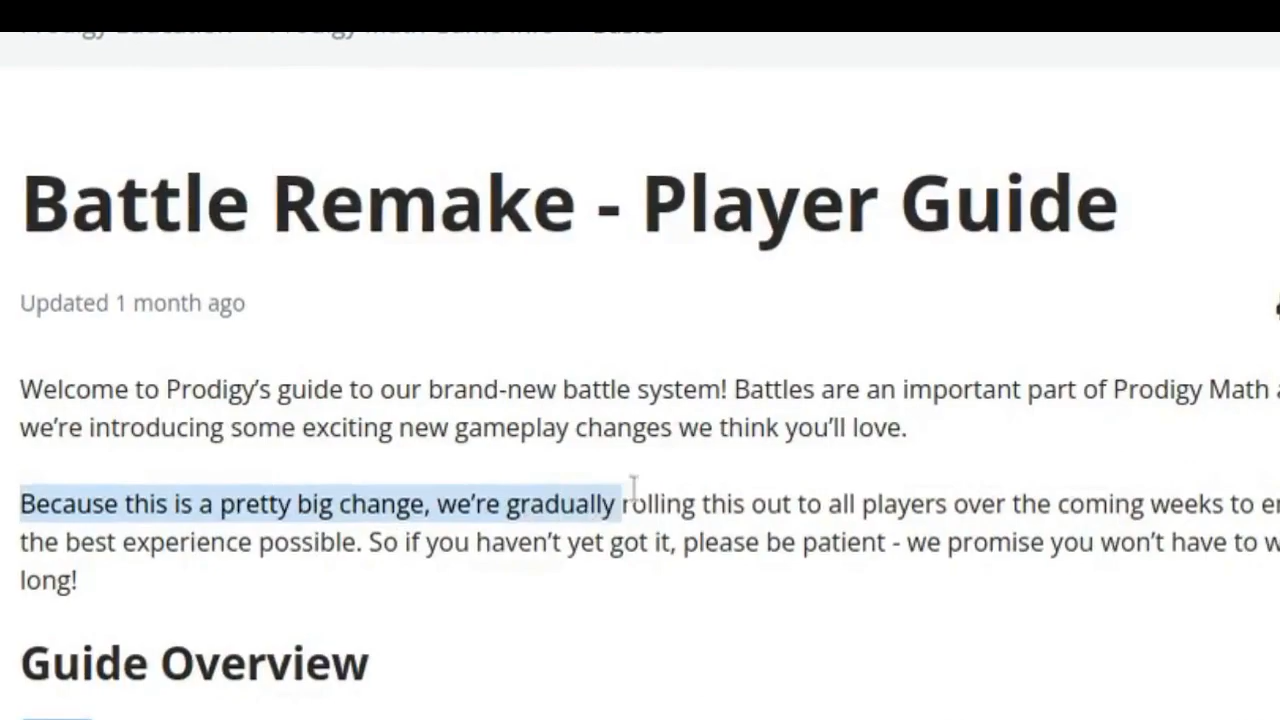 Battle Remake - Player Guide
Updated 1 month ago
Welcome to Prodigy’s guide to our brand-new battle system! Battles are an important part of Prodigy Math
we’re introducing some exciting new gameplay changes we think you’ll love.
Because this is a pretty big change, we’re gradually rolling this out to all players over the coming weeks to
the best experience possible. So if you haven’t yet got it, please be patient - we promise you won’t have to
long!
Guide Overview